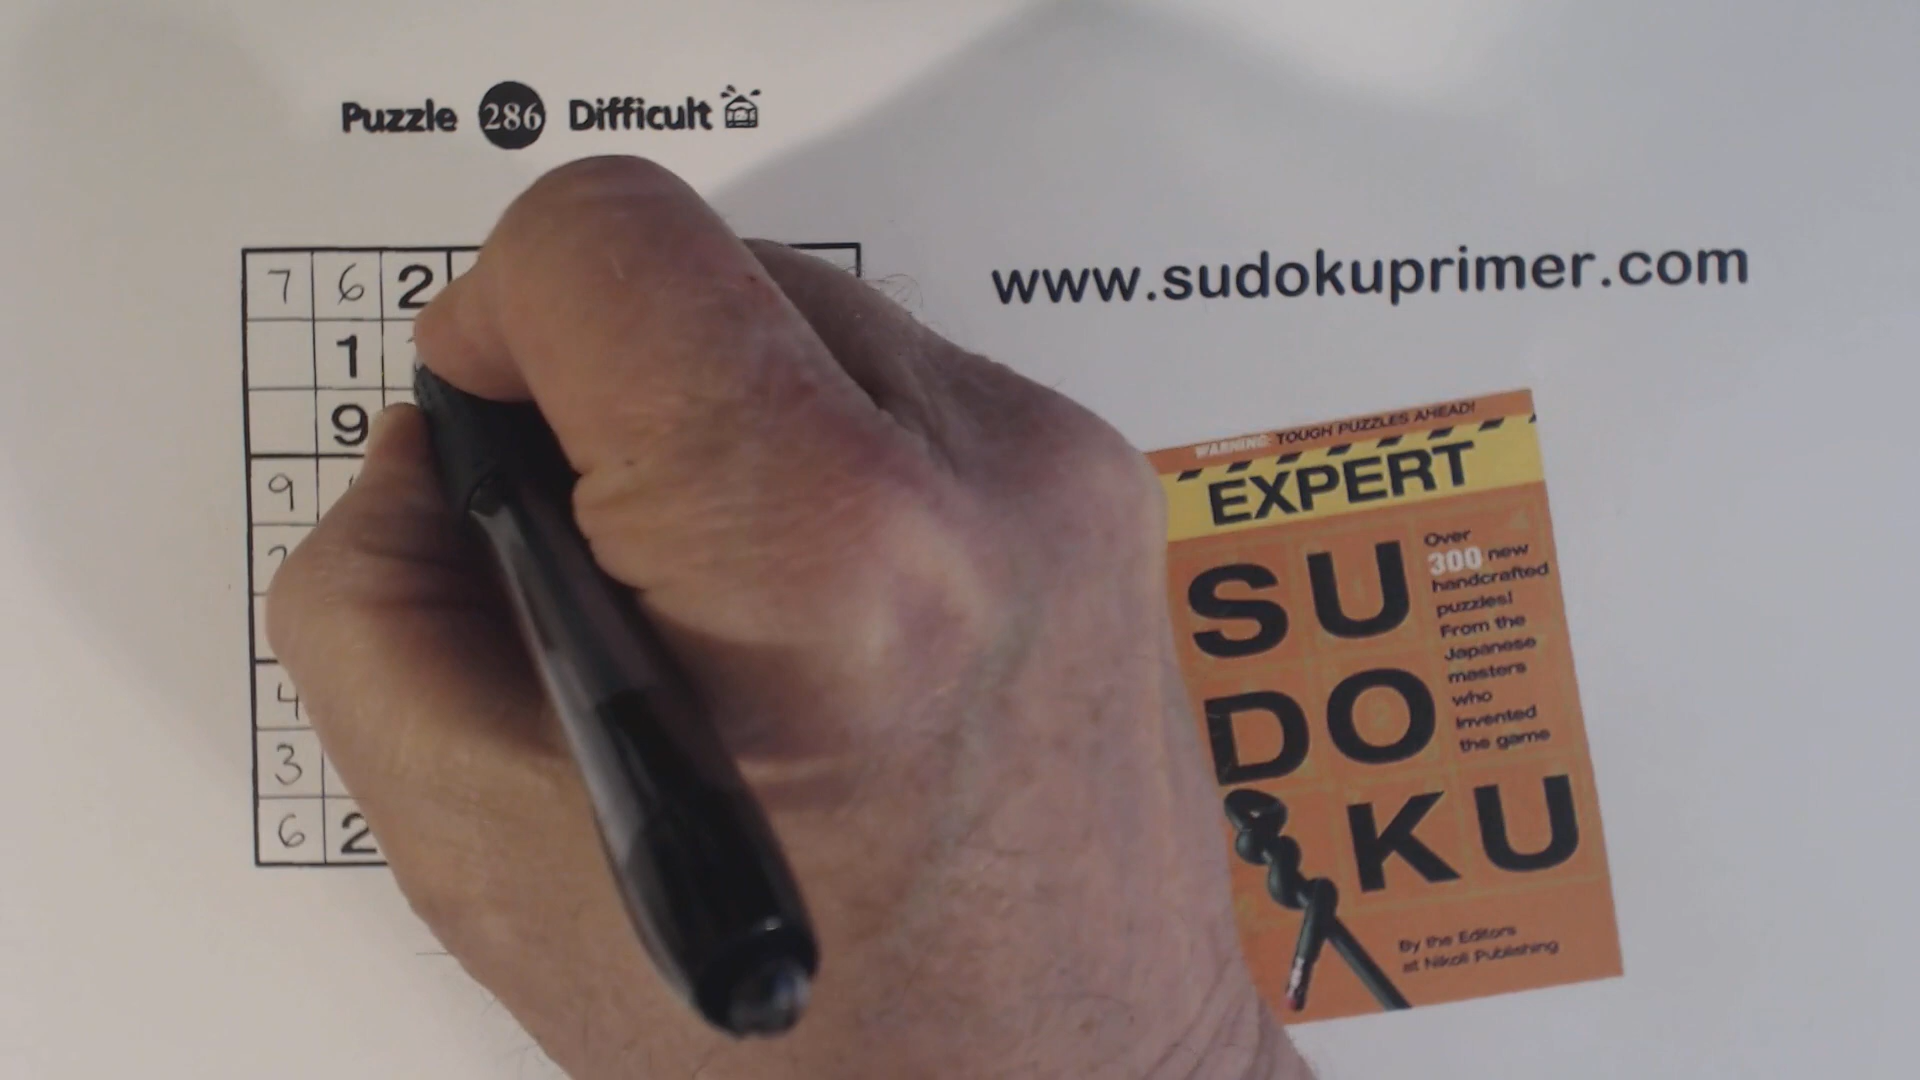 Puzzle 286 Difficult
7 6 2
1
9
9
4
3
6 2
www.sudokuprimer.com
WARNING: TOUGH PUZZLES AHEAD!
EXPERT
SU
DO
KU
Over
300 new
handcrafted
puzzles!
From the
Japanese
masters
who
invented
the game
By the Editors
at Nikoli Publishing